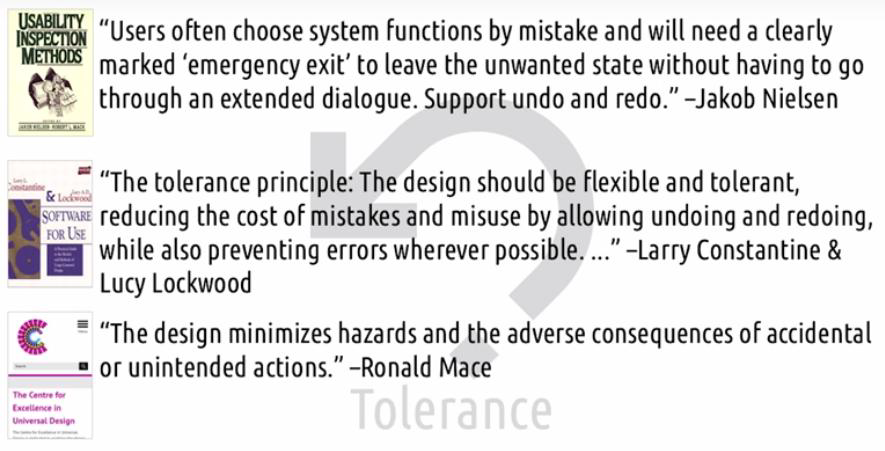 USABILITY
INSPECTION
METHODS
JAKOB NIELSEN · ROBERT L. MACK
“Users often choose system functions by mistake and will need a clearly
marked ‘emergency exit’ to leave the unwanted state without having to go
through an extended dialogue. Support undo and redo.” –Jakob Nielsen
Larry L.
Constantine
& Lucy A.D.
Lockwood
SOFTWARE
FOR USE
“The tolerance principle: The design should be flexible and tolerant,
reducing the cost of mistakes and misuse by allowing undoing and redoing,
while also preventing errors wherever possible. ...” –Larry Constantine &
Lucy Lockwood
Search
The Centre for
Excellence in
Universal Design
“The design minimizes hazards and the adverse consequences of accidental
or unintended actions.” –Ronald Mace
Tolerance